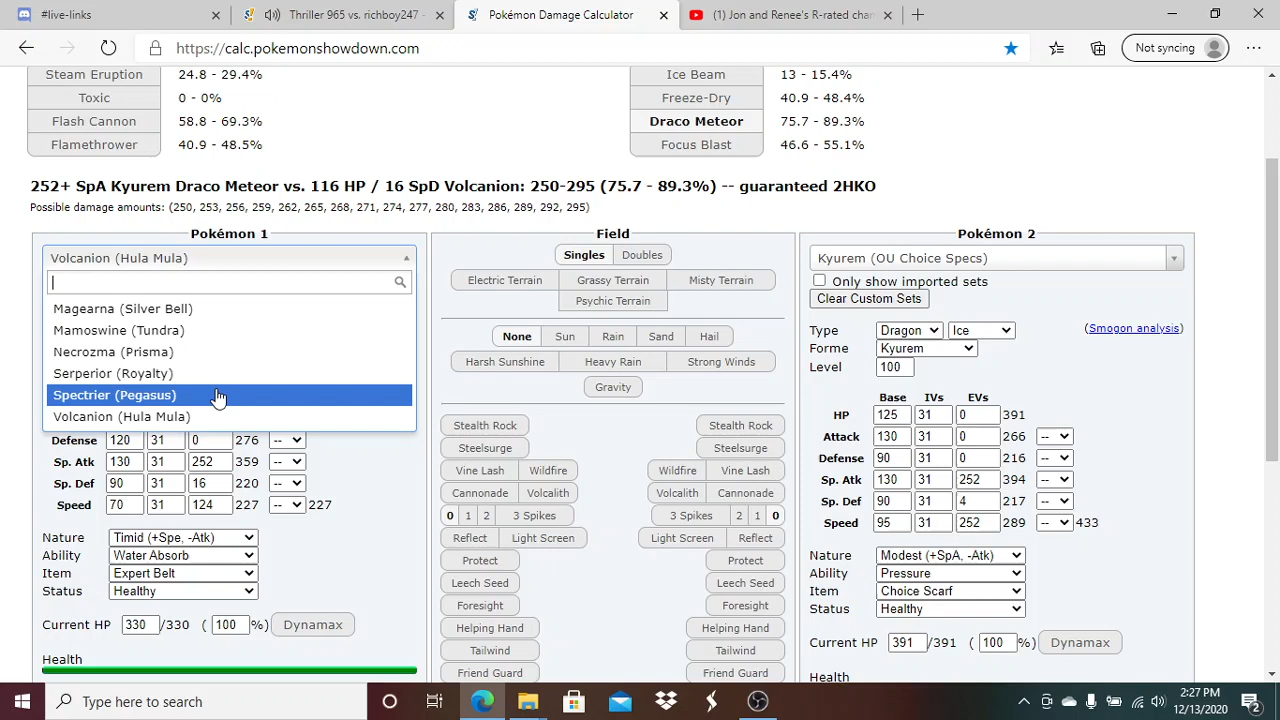 #live-links
Thriller 965 vs. richboy247 -
Pokémon Damage Calculator
(1) Jon and Renee's R-rated chan
https://calc.pokemonshowdown.com
Not syncing
Steam Eruption 24.8 - 29.4%
Toxic 0 - 0%
Flash Cannon 58.8 - 69.3%
Flamethrower 40.9 - 48.5%
Ice Beam 13 - 15.4%
Freeze-Dry 40.9 - 48.4%
Draco Meteor 75.7 - 89.3%
Focus Blast 46.6 - 55.1%
252+ SpA Kyurem Draco Meteor vs. 116 HP / 16 SpD Volcanion: 250-295 (75.7 - 89.3%) -- guaranteed 2HKO
Possible damage amounts: (250, 253, 256, 259, 262, 265, 268, 271, 274, 277, 280, 283, 286, 289, 292, 295)
Pokémon 1
Volcanion (Hula Mula)
Magearna (Silver Bell)
Mamoswine (Tundra)
Necrozma (Prisma)
Serperior (Royalty)
Spectrier (Pegasus)
Volcanion (Hula Mula)
Defense 120 31 0 276 --
Sp. Atk 130 31 252 359 --
Sp. Def 90 31 16 220 --
Speed 70 31 124 227 -- 227
Nature Timid (+Spe, -Atk)
Ability Water Absorb
Item Expert Belt
Status Healthy
Current HP 330 /330 ( 100 %) Dynamax
Health
Field
Singles Doubles
Electric Terrain Grassy Terrain Misty Terrain
Psychic Terrain
None Sun Rain Sand Hail
Harsh Sunshine Heavy Rain Strong Winds
Gravity
Stealth Rock Stealth Rock
Steelsurge Steelsurge
Vine Lash Wildfire Wildfire Vine Lash
Cannonade Volcalith Volcalith Cannonade
0 1 2 3 Spikes 3 Spikes 2 1 0
Reflect Light Screen Light Screen Reflect
Protect Protect
Leech Seed Leech Seed
Foresight Foresight
Helping Hand Helping Hand
Tailwind Tailwind
Friend Guard Friend Guard
Pokémon 2
Kyurem (OU Choice Specs)
Only show imported sets
Clear Custom Sets
Type Dragon Ice (Smogon analysis)
Forme Kyurem
Level 100
Base IVs EVs
HP 125 31 0 391
Attack 130 31 0 266 --
Defense 90 31 0 216 --
Sp. Atk 130 31 252 394 --
Sp. Def 90 31 4 217 --
Speed 95 31 252 289 -- 433
Nature Modest (+SpA, -Atk)
Ability Pressure
Item Choice Scarf
Status Healthy
Current HP 391 /391 ( 100 %) Dynamax
Health
Type here to search
2:27 PM
12/13/2020
2